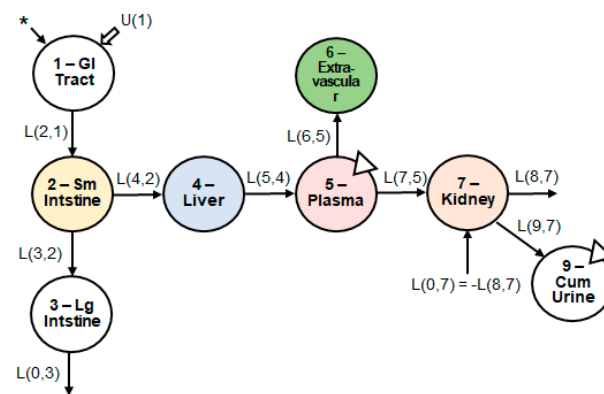 *
U(1)
1 – GI
Tract
L(2,1)
2 – Sm
Intstine
L(4,2)
4 –
Liver
L(5,4)
5 –
Plasma
L(6,5)
6 –
Extra-
vascula
r
L(7,5)
7 –
Kidney
L(8,7)
L(9,7)
L(0,7) = -L(8,7)
9 –
Cum
Urine
L(3,2)
3 – Lg
Intstine
L(0,3)